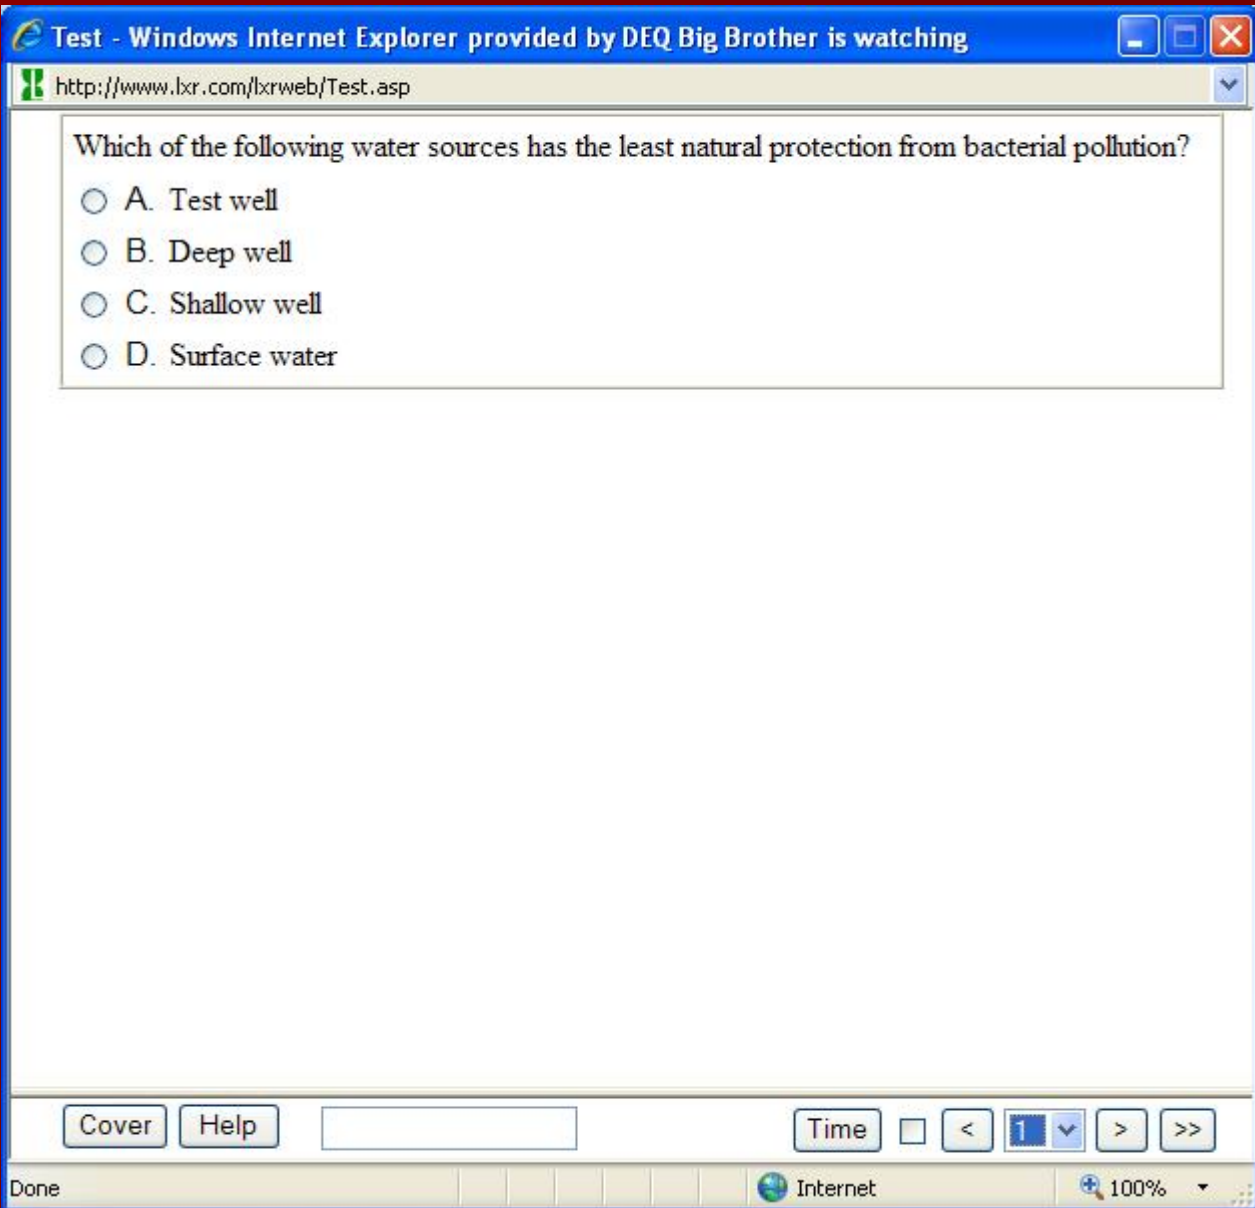 Test - Windows Internet Explorer provided by DEQ Big Brother is watching
http://www.lxr.com/lxrweb/Test.asp
Which of the following water sources has the least natural protection from bacterial pollution?
A. Test well
B. Deep well
C. Shallow well
D. Surface water
Cover Help Time < 1 > >>
Done Internet 100%